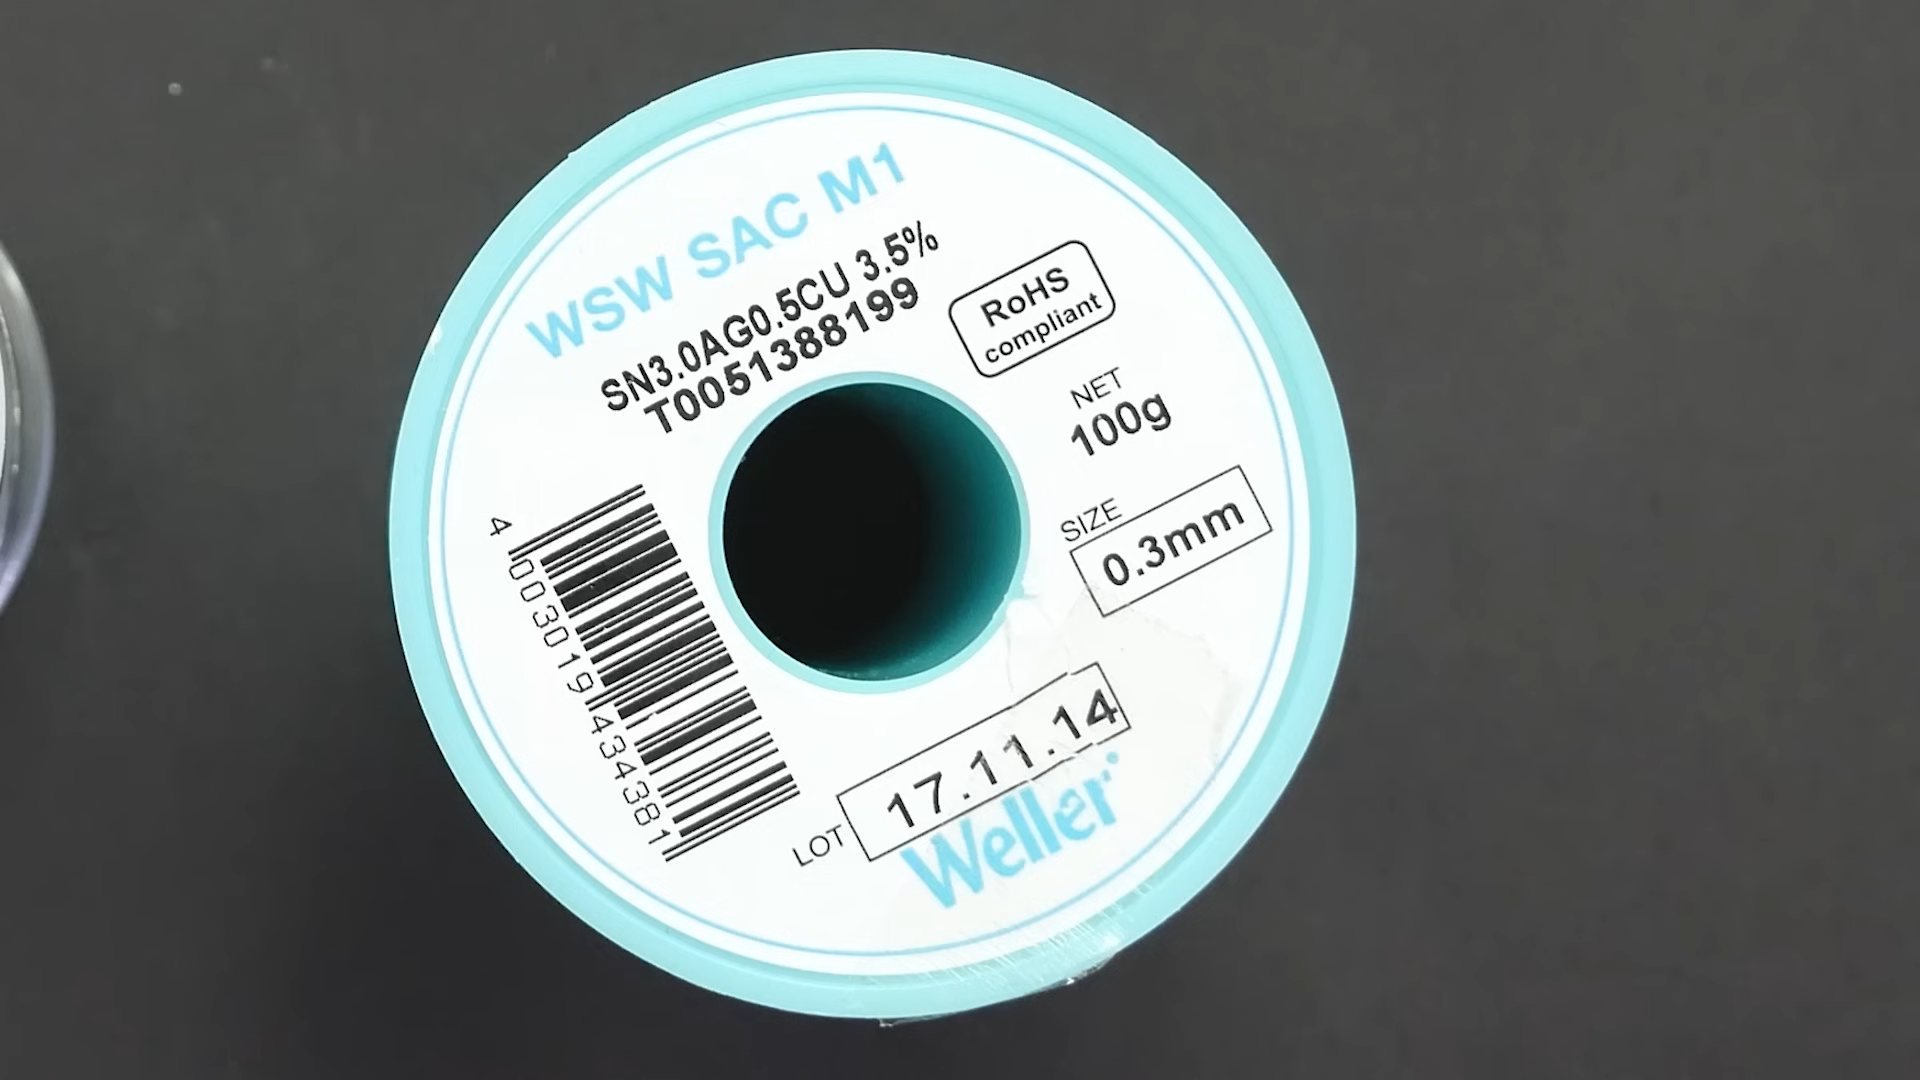 WSW SAC M1
SN3.0AG0.5CU 3.5%
T0051388199
RoHS
compliant
NET
100g
SIZE
0.3mm
4 003019 434381
LOT 17.11.14
Weller